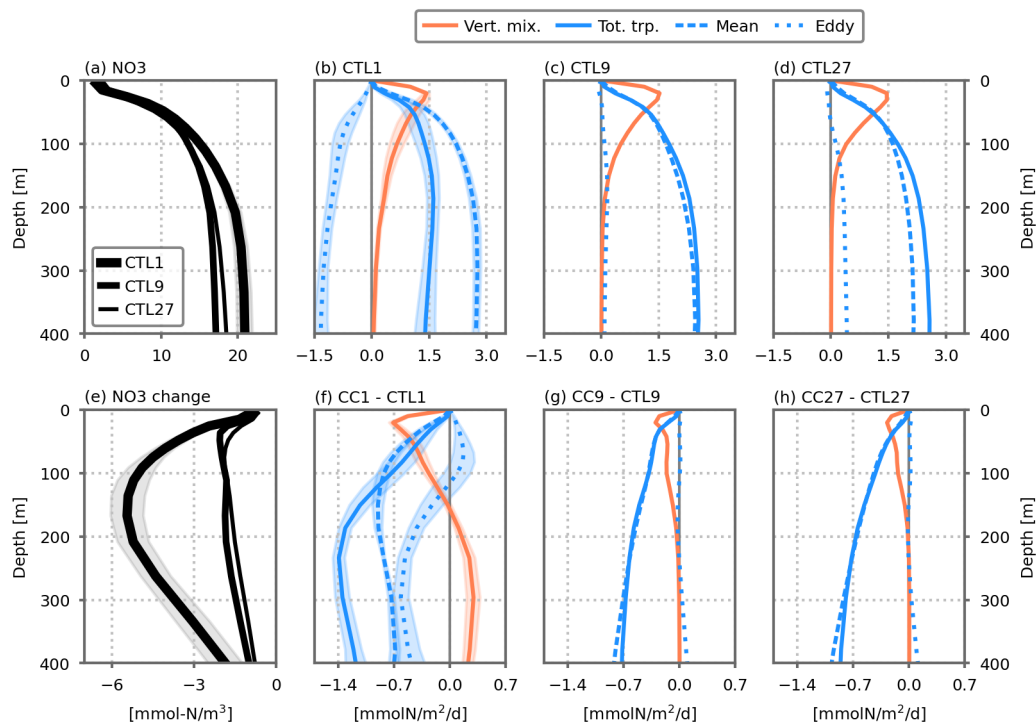 Vert. mix. Tot. trp. Mean Eddy
(a) NO3 (b) CTL1 (c) CTL9 (d) CTL27
0 100 200 300 400
Depth [m]
CTL1
CTL9
CTL27
0 10 20
−1.5 0.0 1.5 3.0
−1.5 0.0 1.5 3.0
−1.5 0.0 1.5 3.0
0 100 200 300 400
Depth [m]
(e) NO3 change (f) CC1 - CTL1 (g) CC9 - CTL9 (h) CC27 - CTL27
0 100 200 300 400
Depth [m]
−6 −3 0
−1.4 −0.7 0.0 0.7
−1.4 −0.7 0.0 0.7
−1.4 −0.7 0.0 0.7
0 100 200 300 400
Depth [m]
[mmol-N/m³] [mmolN/m²/d] [mmolN/m²/d] [mmolN/m²/d]